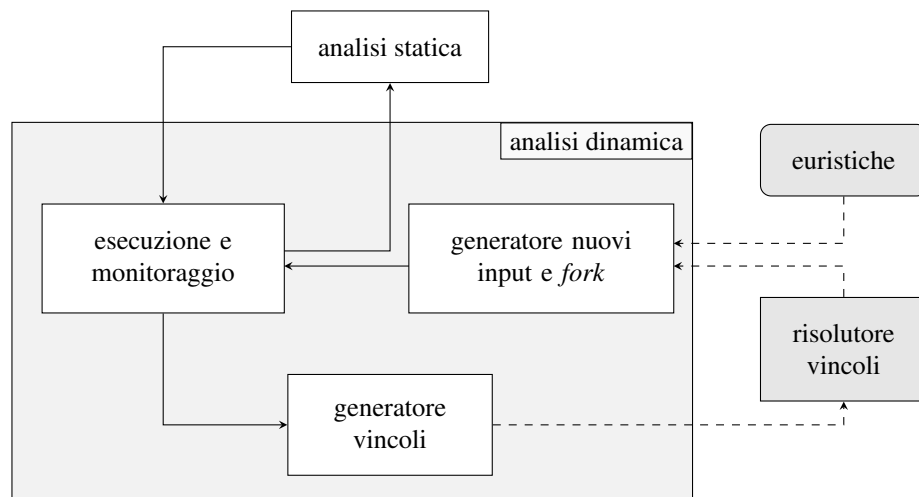 analisi statica
analisi dinamica
euristiche
esecuzione e
monitoraggio
generatore nuovi
input e fork
risolutore
vincoli
generatore
vincoli